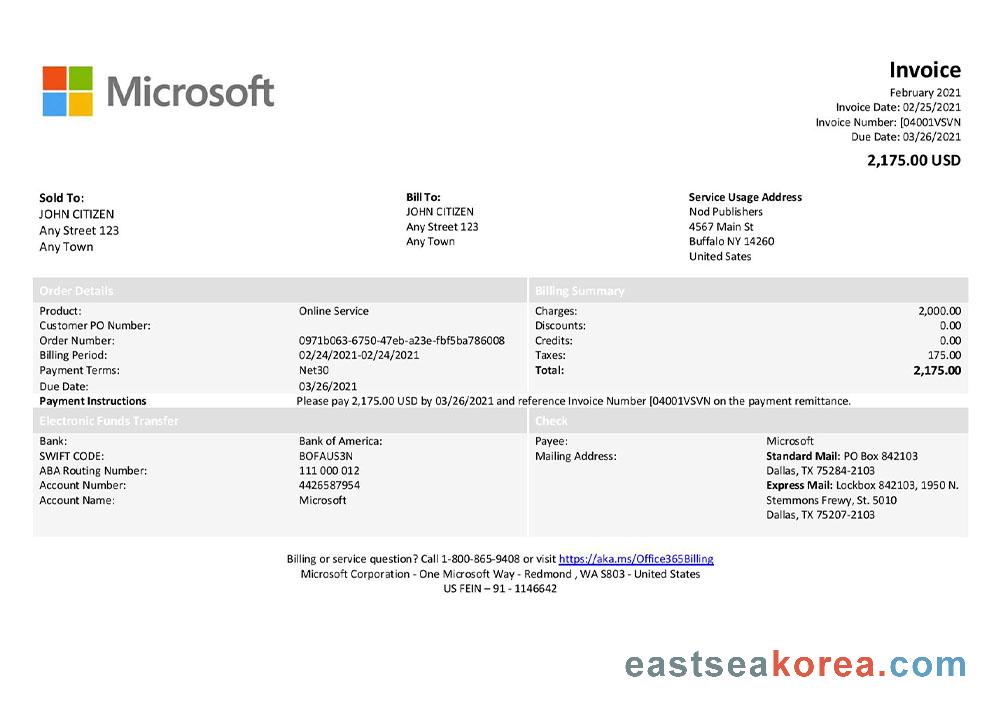 Microsoft
Invoice
February 2021
Invoice Date: 02/25/2021
Invoice Number: [04001VSVN
Due Date: 03/26/2021
2,175.00 USD
Sold To:
JOHN CITIZEN
Any Street 123
Any Town
Bill To:
JOHN CITIZEN
Any Street 123
Any Town
Service Usage Address
Nod Publishers
4567 Main St
Buffalo NY 14260
United Sates
Order Details
Product: Online Service
Customer PO Number:
Order Number: 0971b063-6750-47eb-a23e-fbf5ba786008
Billing Period: 02/24/2021-02/24/2021
Payment Terms: Net30
Due Date: 03/26/2021
Billing Summary
Charges: 2,000.00
Discounts: 0.00
Credits: 0.00
Taxes: 175.00
Total: 2,175.00
Payment Instructions Please pay 2,175.00 USD by 03/26/2021 and reference Invoice Number [04001VSVN on the payment remittance.
Electronic Funds Transfer
Bank: Bank of America:
SWIFT CODE: BOFAUS3N
ABA Routing Number: 111 000 012
Account Number: 4426587954
Account Name: Microsoft
Check
Payee: Microsoft
Mailing Address: Standard Mail: PO Box 842103
Dallas, TX 75284-2103
Express Mail: Lockbox 842103, 1950 N.
Stemmons Frewy, St. 5010
Dallas, TX 75207-2103
Billing or service question? Call 1-800-865-9408 or visit https://aka.ms/Office365Billing
Microsoft Corporation - One Microsoft Way - Redmond , WA S803 - United States
US FEIN – 91 - 1146642
eastseakorea.com